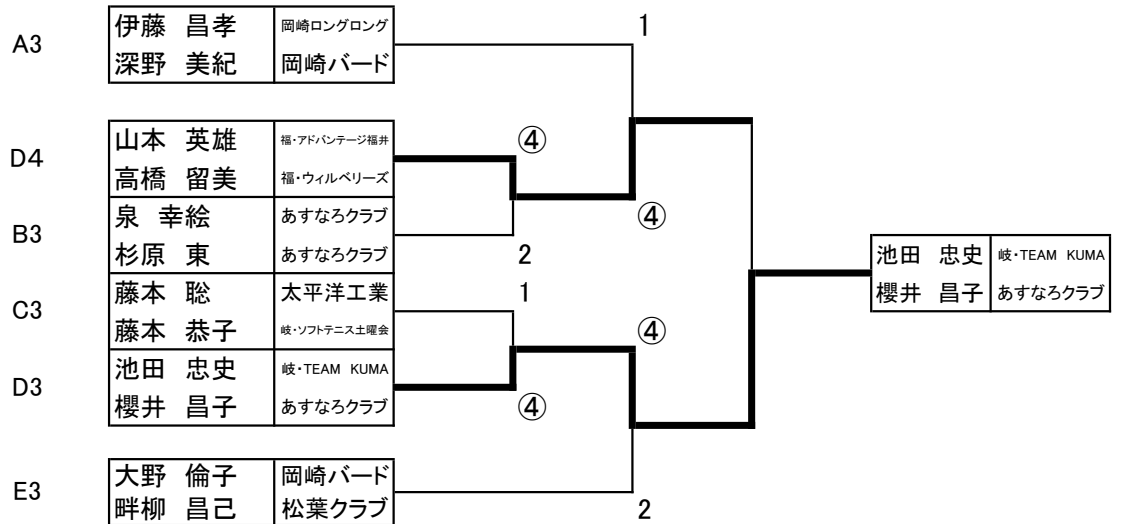 A3
伊藤 昌孝 岡崎ロングロング
深野 美紀 岡崎バード
1
D4
山本 英雄 福・アドバンテージ福井
高橋 留美 福・ウィルベリーズ
④
④
B3
泉 幸絵 あすなろクラブ
杉原 東 あすなろクラブ
2
C3
藤本 聡 太平洋工業
藤本 恭子 岐・ソフトテニス土曜会
1
④
D3
池田 忠史 岐・TEAM KUMA
櫻井 昌子 あすなろクラブ
④
E3
大野 倫子 岡崎バード
畔柳 昌己 松葉クラブ
2
池田 忠史 岐・TEAM KUMA
櫻井 昌子 あすなろクラブ